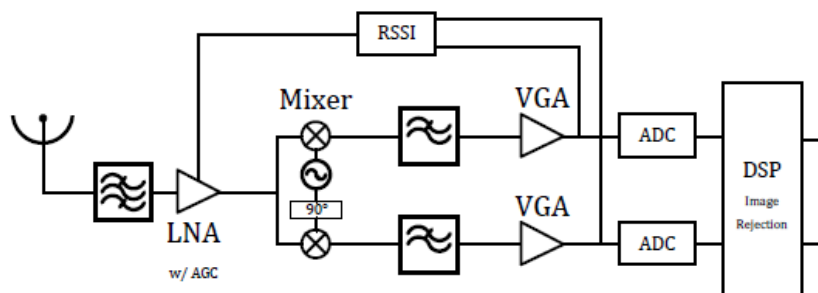 RSSI
Mixer
VGA
ADC
90°
LNA
w/ AGC
VGA
ADC
DSP
Image
Rejection